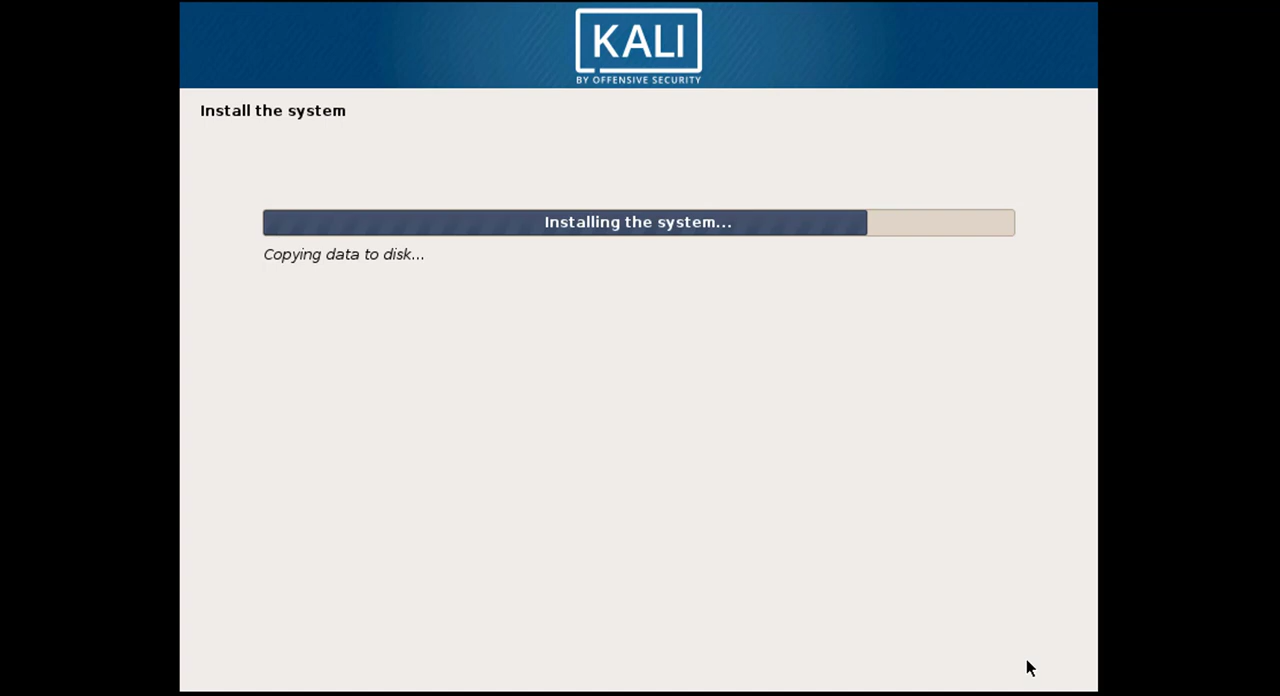 KALI
BY OFFENSIVE SECURITY
Install the system
Installing the system...
Copying data to disk...